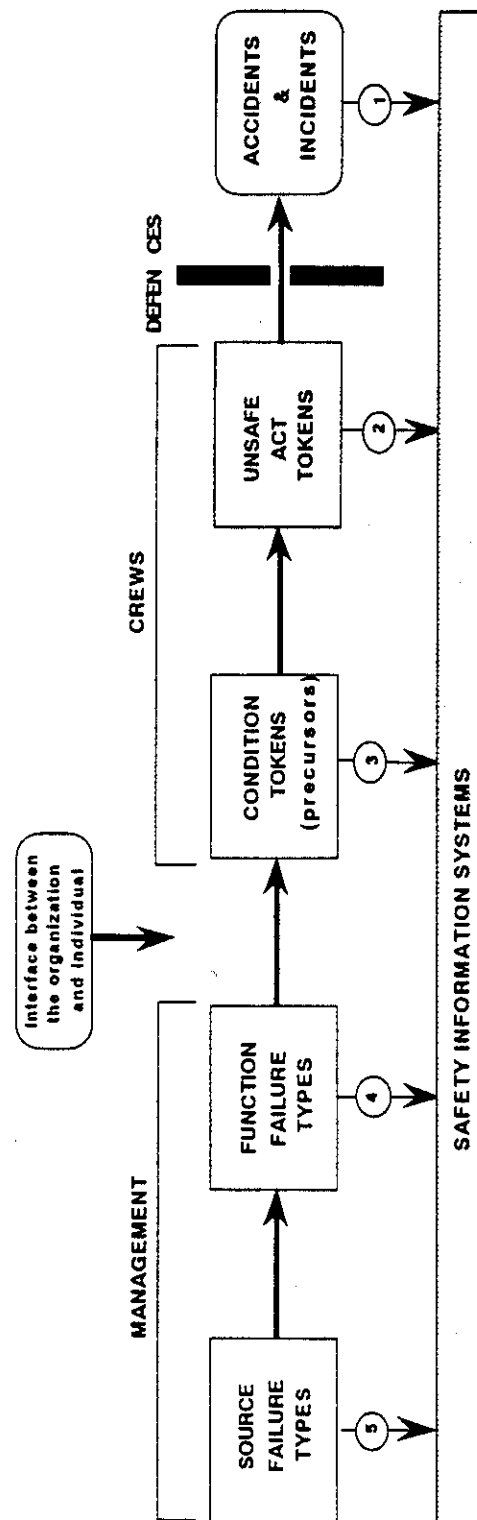 Interface between
the organization
and individual
MANAGEMENT
CREWS
DEFEN CES
SOURCE
FAILURE
TYPES
FUNCTION
FAILURE
TYPES
CONDITION
TOKENS
(precursors)
UNSAFE
ACT
TOKENS
ACCIDENTS
&
INCIDENTS
5
4
3
2
1
SAFETY INFORMATION SYSTEMS